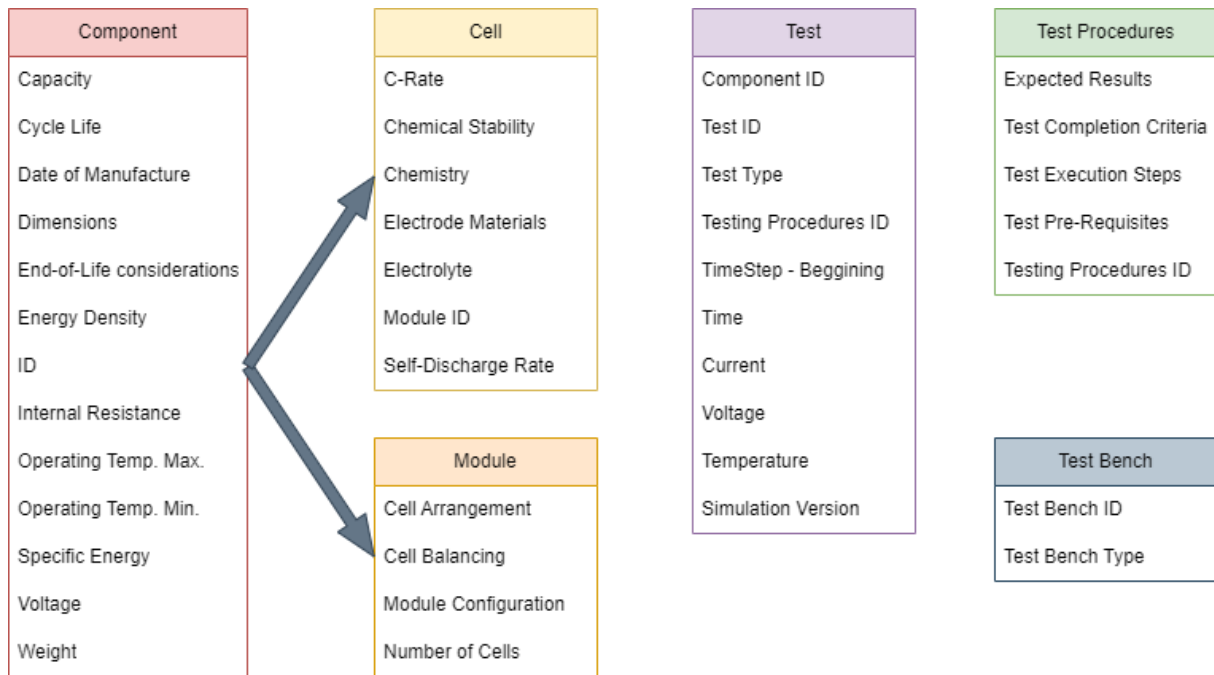 Component
Capacity
Cycle Life
Date of Manufacture
Dimensions
End-of-Life considerations
Energy Density
ID
Internal Resistance
Operating Temp. Max.
Operating Temp. Min.
Specific Energy
Voltage
Weight
Cell
C-Rate
Chemical Stability
Chemistry
Electrode Materials
Electrolyte
Module ID
Self-Discharge Rate
Module
Cell Arrangement
Cell Balancing
Module Configuration
Number of Cells
Test
Component ID
Test ID
Test Type
Testing Procedures ID
TimeStep - Beggining
Time
Current
Voltage
Temperature
Simulation Version
Test Procedures
Expected Results
Test Completion Criteria
Test Execution Steps
Test Pre-Requisites
Testing Procedures ID
Test Bench
Test Bench ID
Test Bench Type